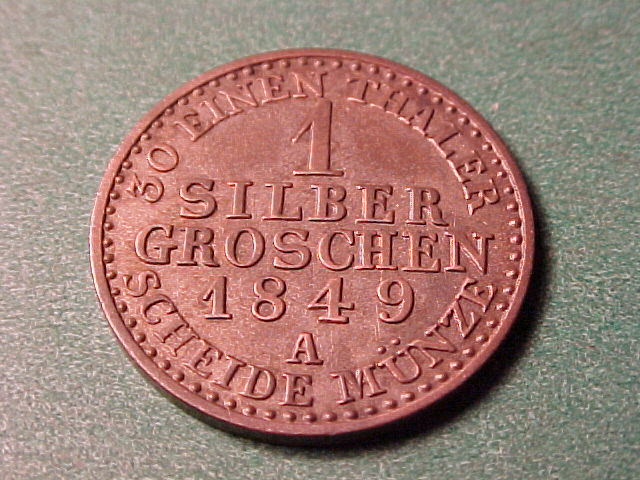 30 EINEN THALER
1
SILBER
GROSCHEN
1849
A
SCHEIDE MÜNZE